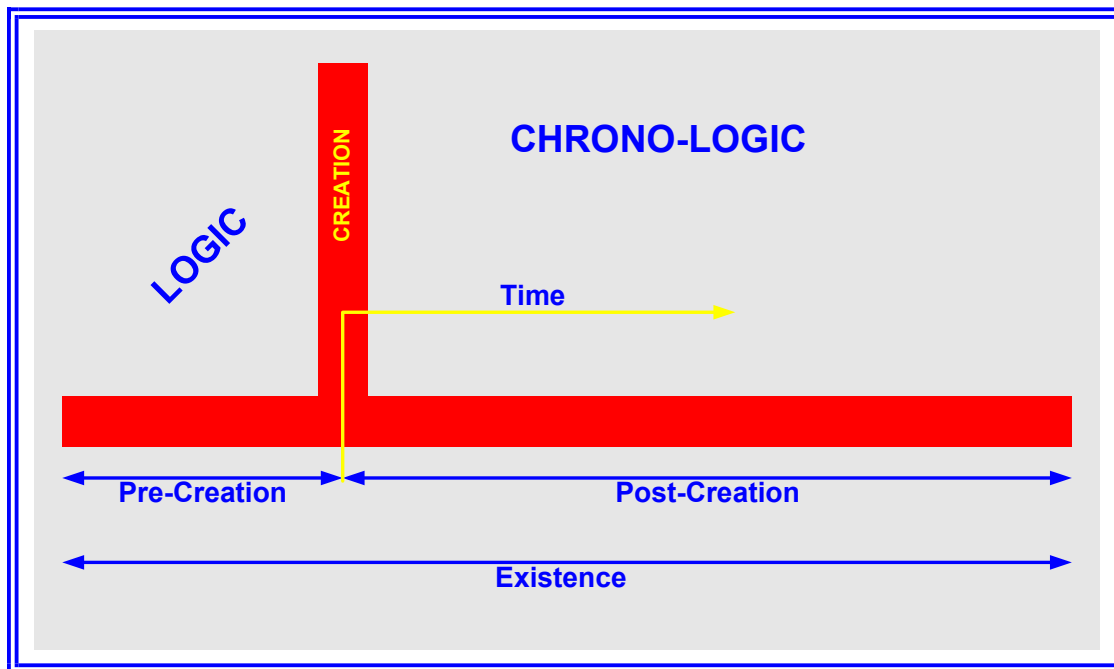 CHRONO-LOGIC
CREATION
LOGIC
Time
Pre-Creation
Post-Creation
Existence